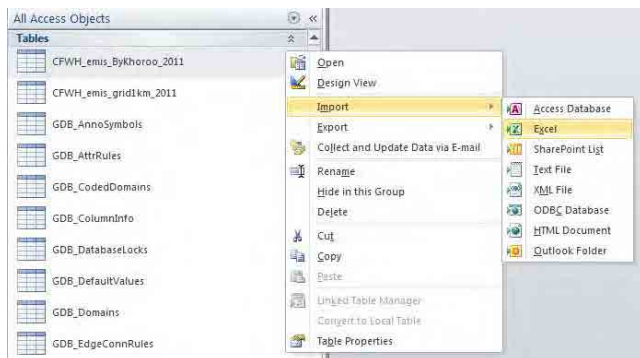 All Access Objects
Tables
CFWH_emis_ByKhoroo_2011
CFWH_emis_grid1km_2011
GDB_AnnoSymbols
GDB_AttrRules
GDB_CodedDomains
GDB_ColumnInfo
GDB_DatabaseLocks
GDB_DefaultValues
GDB_Domains
GDB_EdgeConnRules
Open
Design View
Import
Export
Collect and Update Data via E-mail
Rename
Hide in this Group
Delete
Cut
Copy
Paste
Linked Table Manager
Convert to Local Table
Table Properties
Access Database
Excel
SharePoint List
Text File
XML File
ODBC Database
HTML Document
Outlook Folder